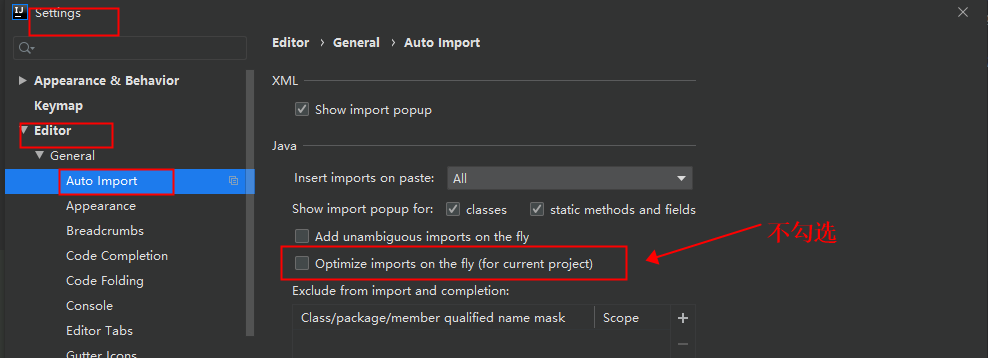 IJ
Settings
Appearance & Behavior
Keymap
Editor
General
Auto Import
Appearance
Breadcrumbs
Code Completion
Code Folding
Console
Editor Tabs
Gutter Icons
Editor › General › Auto Import
XML
Show import popup
Java
Insert imports on paste: All
Show import popup for: classes static methods and fields
Add unambiguous imports on the fly
Optimize imports on the fly (for current project)
不勾选
Exclude from import and completion:
Class/package/member qualified name mask Scope